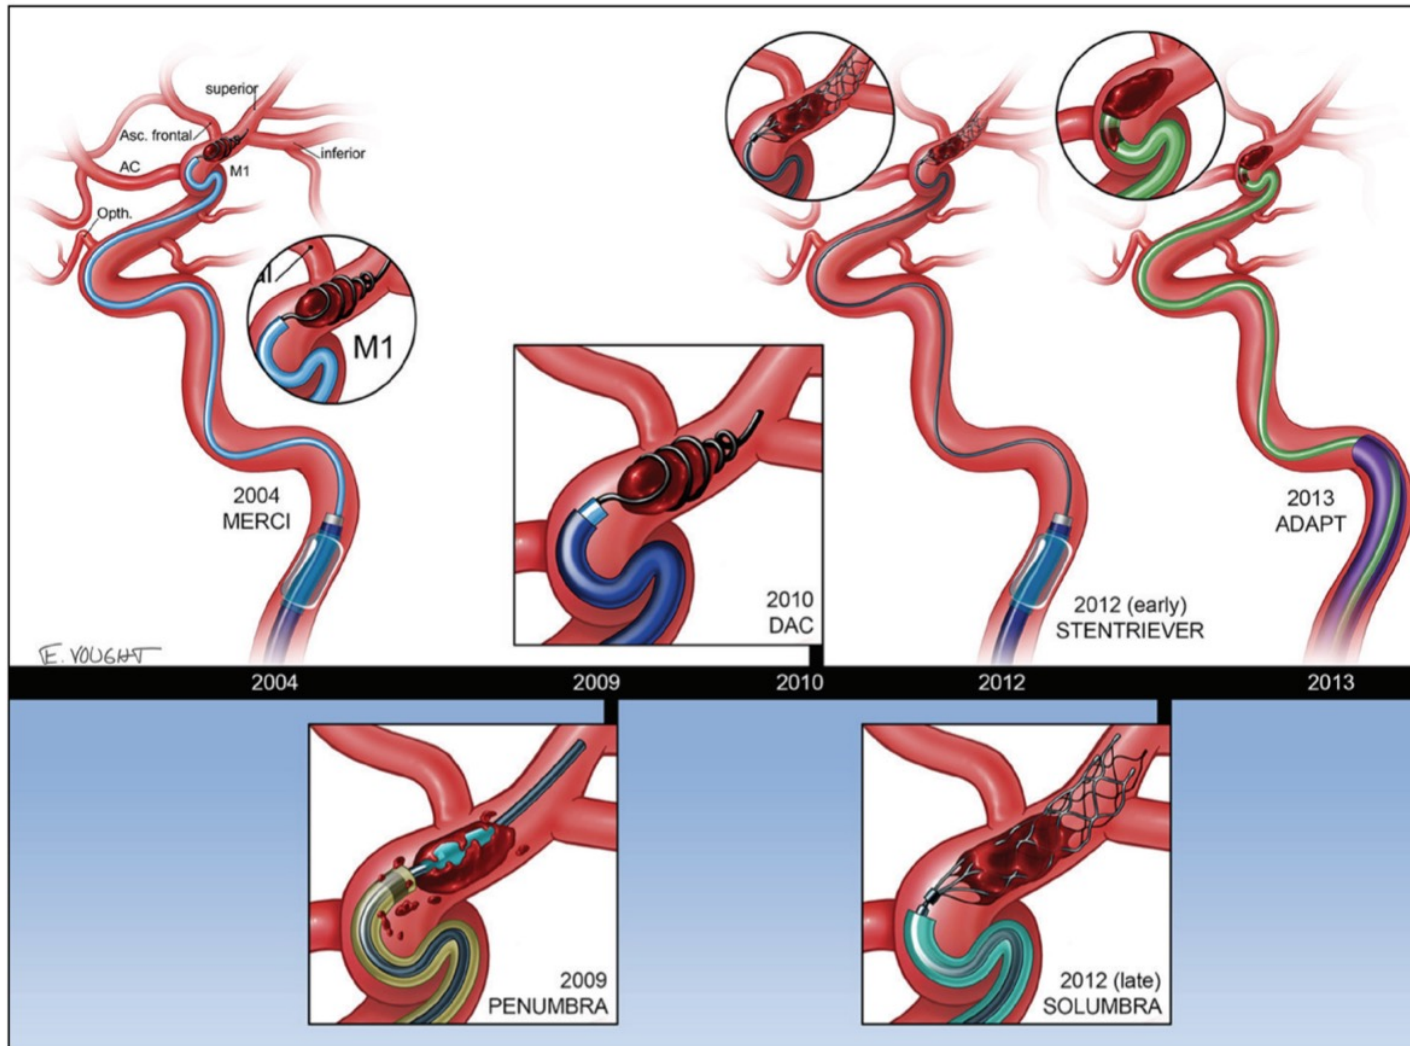 superior
Asc. frontal
inferior
AC
M1
Opth.
al
M1
2004
MERCI
2010
DAC
2012 (early)
STENTRIEVER
2013
ADAPT
E. VOUGHT
2004 2009 2010 2012 2013
2009
PENUMBRA
2012 (late)
SOLUMBRA